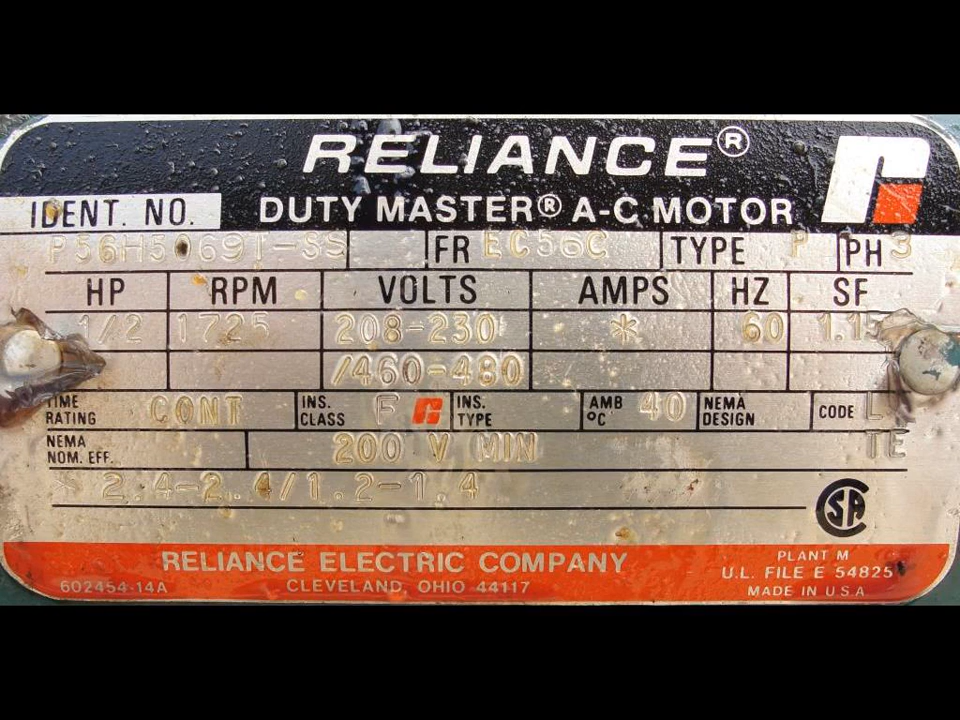 RELIANCE®
DUTY MASTER® A-C MOTOR
IDENT. NO.
P56H5069T-SS FR EC56C TYPE P PH 3
HP RPM VOLTS AMPS HZ SF
1/2 1725 208-230 * 60 1.15
/460-480
TIME RATING CONT INS. CLASS F INS. TYPE AMB °C 40 NEMA DESIGN CODE L
NEMA NOM. EFF. 200 V MIN TE
2.4-2.4/1.2-1.4
CSA
RELIANCE ELECTRIC COMPANY
CLEVELAND, OHIO 44117
602454-14A
PLANT M
U.L. FILE E 54825
MADE IN U.S.A